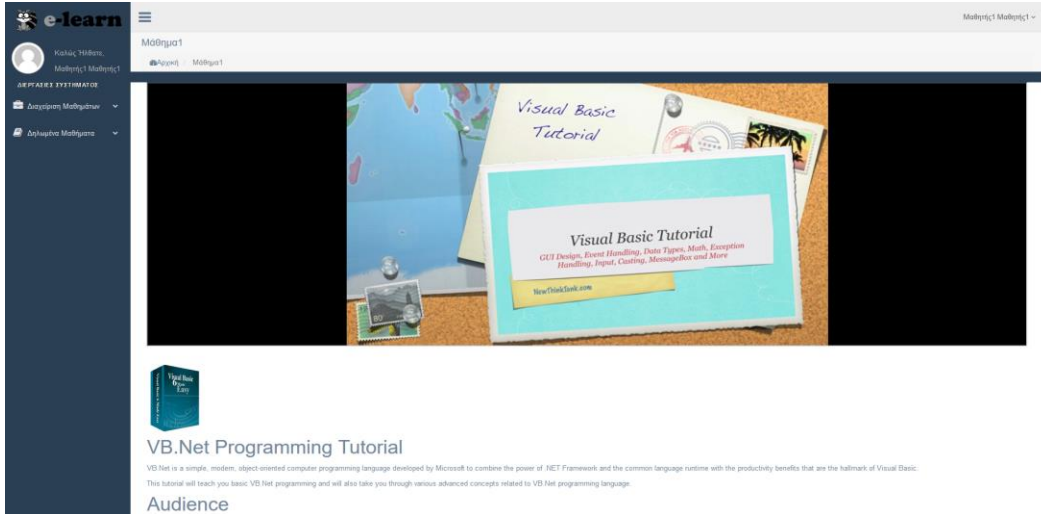 e-learn
Μαθητής1 Μαθητής1
Καλώς Ήλθατε,
Μαθητής1 Μαθητής1
ΔΙΕΡΓΑΣΙΕΣ ΣΥΣΤΗΜΑΤΟΣ
Διαχείριση Μαθημάτων
Δηλωμένα Μαθήματα
Μάθημα1
Αρχική / Μάθημα1
Visual Basic
Tutorial
Visual Basic Tutorial
GUI Design, Event Handling, Data Types, Math, Exception
Handling, Input, Casting, MessageBox and More
NewThinkTank.com
80
Visual Basic
6
Easy
VB.Net Programming Tutorial
VB.Net is a simple, modern, object-oriented computer programming language developed by Microsoft to combine the power of .NET Framework and the common language runtime with the productivity benefits that are the hallmark of Visual Basic.
This tutorial will teach you basic VB.Net programming and will also take you through various advanced concepts related to VB.Net programming language.
Audience